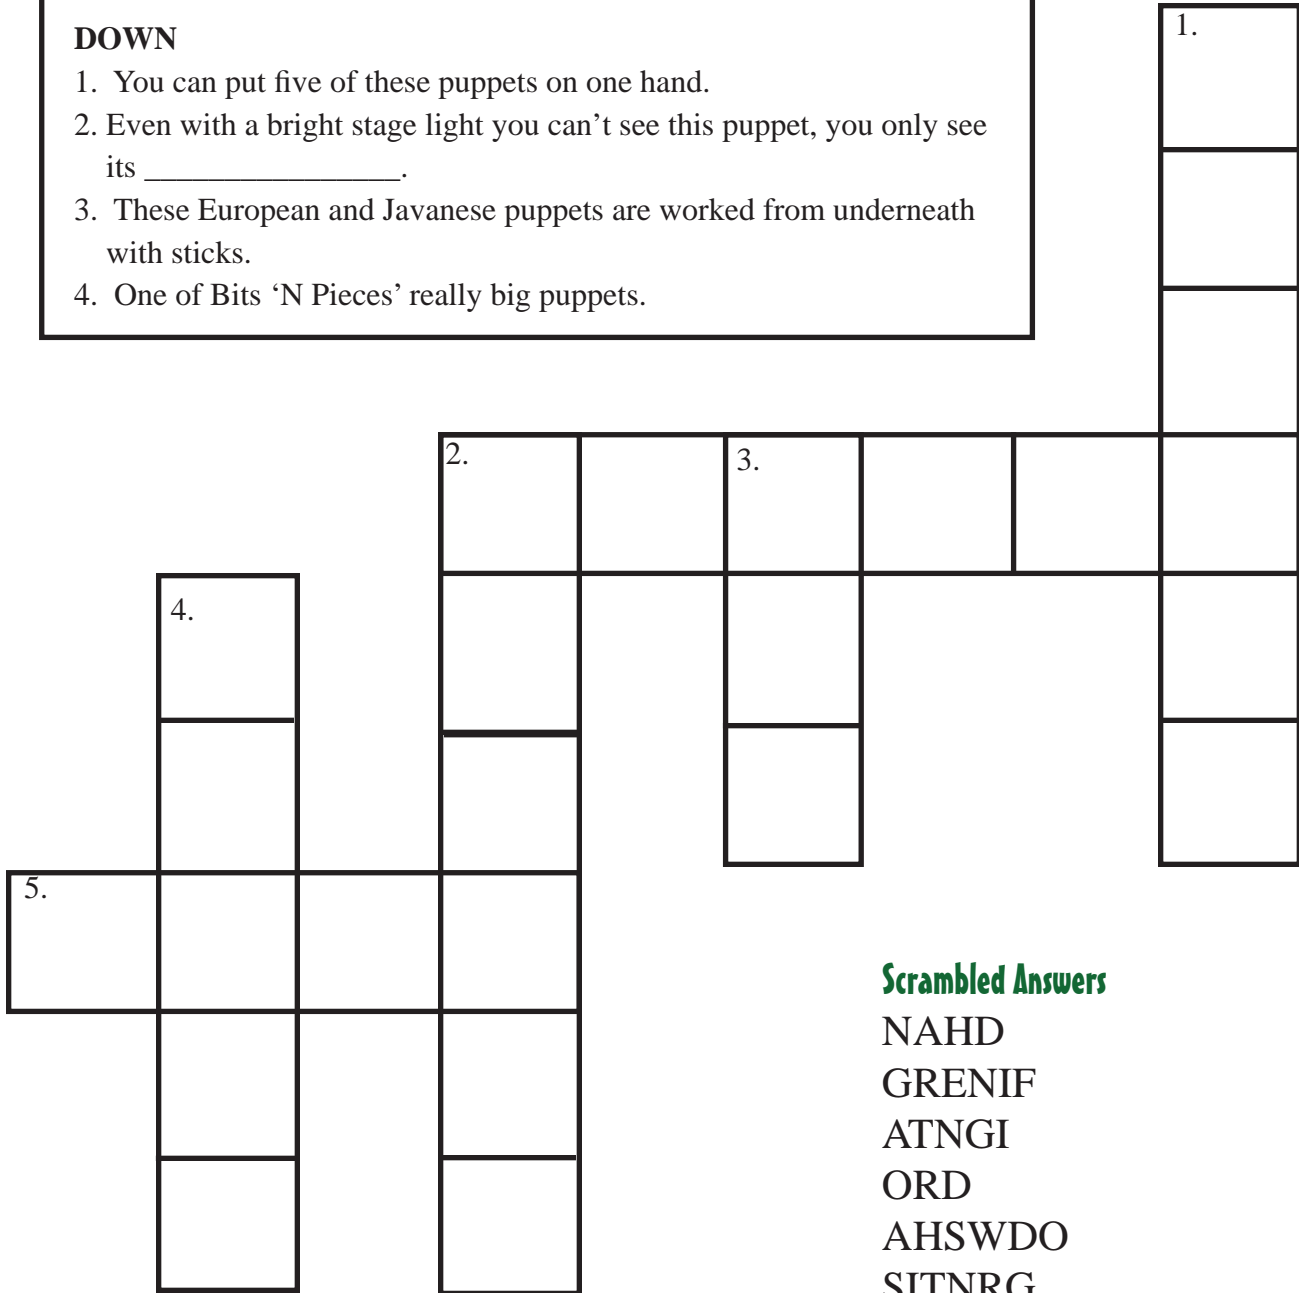 DOWN
1. You can put five of these puppets on one hand.
2. Even with a bright stage light you can’t see this puppet, you only see
its ________________.
3. These European and Javanese puppets are worked from underneath
with sticks.
4. One of Bits ‘N Pieces’ really big puppets.
1.
2.
3.
4.
5.
Scrambled Answers
NAHD
GRENIF
ATNGI
ORD
AHSWDO
SITNRG